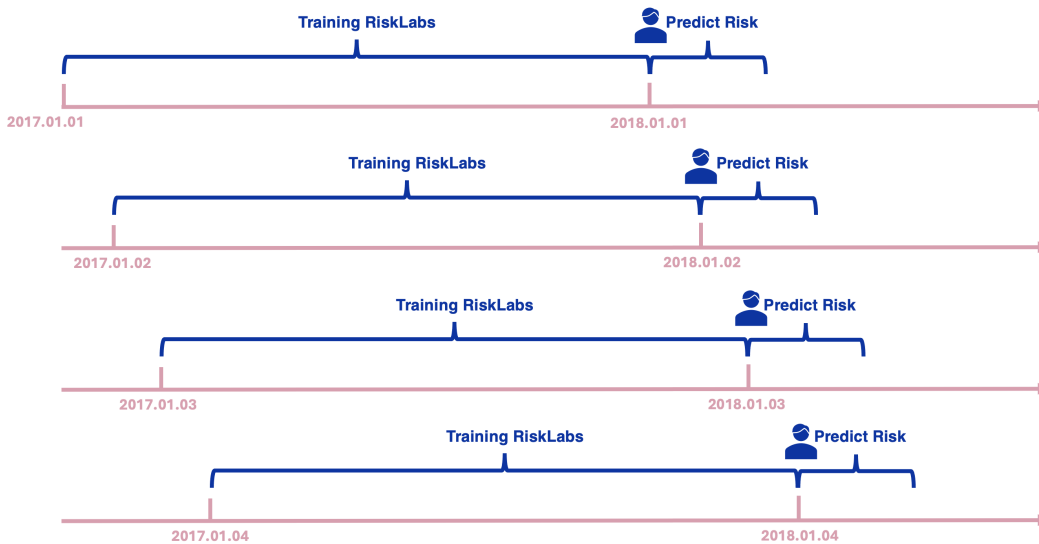 Training RiskLabs
Predict Risk
2017.01.01
2018.01.01
Training RiskLabs
Predict Risk
2017.01.02
2018.01.02
Training RiskLabs
Predict Risk
2017.01.03
2018.01.03
Training RiskLabs
Predict Risk
2017.01.04
2018.01.04